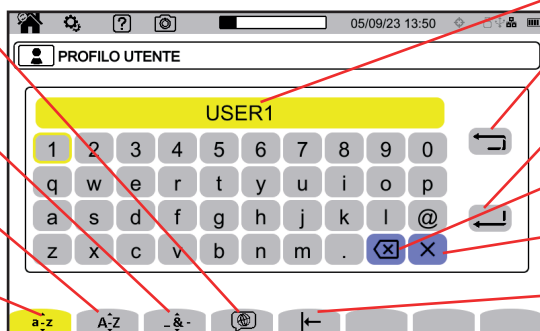 ? 05/09/23 13:50
PROFILO UTENTE
USER1
1 2 3 4 5 6 7 8 9 0
q w e r t y u i o p
a s d f g h j k l @
z x c v b n m .
a-z A-Z _ & -